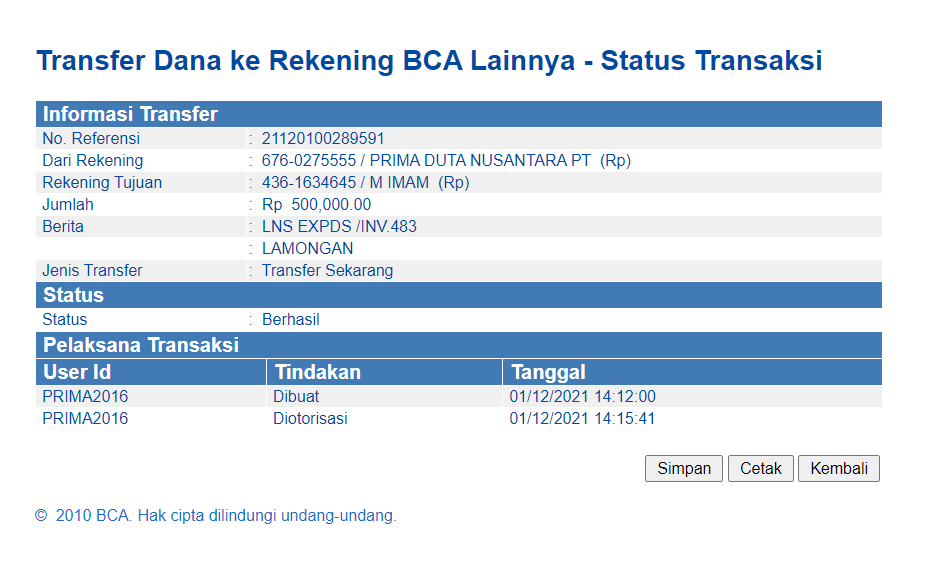 Transfer Dana ke Rekening BCA Lainnya - Status Transaksi
Informasi Transfer
No. Referensi : 21120100289591
Dari Rekening : 676-0275555 / PRIMA DUTA NUSANTARA PT (Rp)
Rekening Tujuan : 436-1634645 / M IMAM (Rp)
Jumlah : Rp 500,000.00
Berita : LNS EXPDS /INV.483
: LAMONGAN
Jenis Transfer : Transfer Sekarang
Status
Status : Berhasil
Pelaksana Transaksi
User Id Tindakan Tanggal
PRIMA2016 Dibuat 01/12/2021 14:12:00
PRIMA2016 Diotorisasi 01/12/2021 14:15:41
Simpan Cetak Kembali
© 2010 BCA. Hak cipta dilindungi undang-undang.